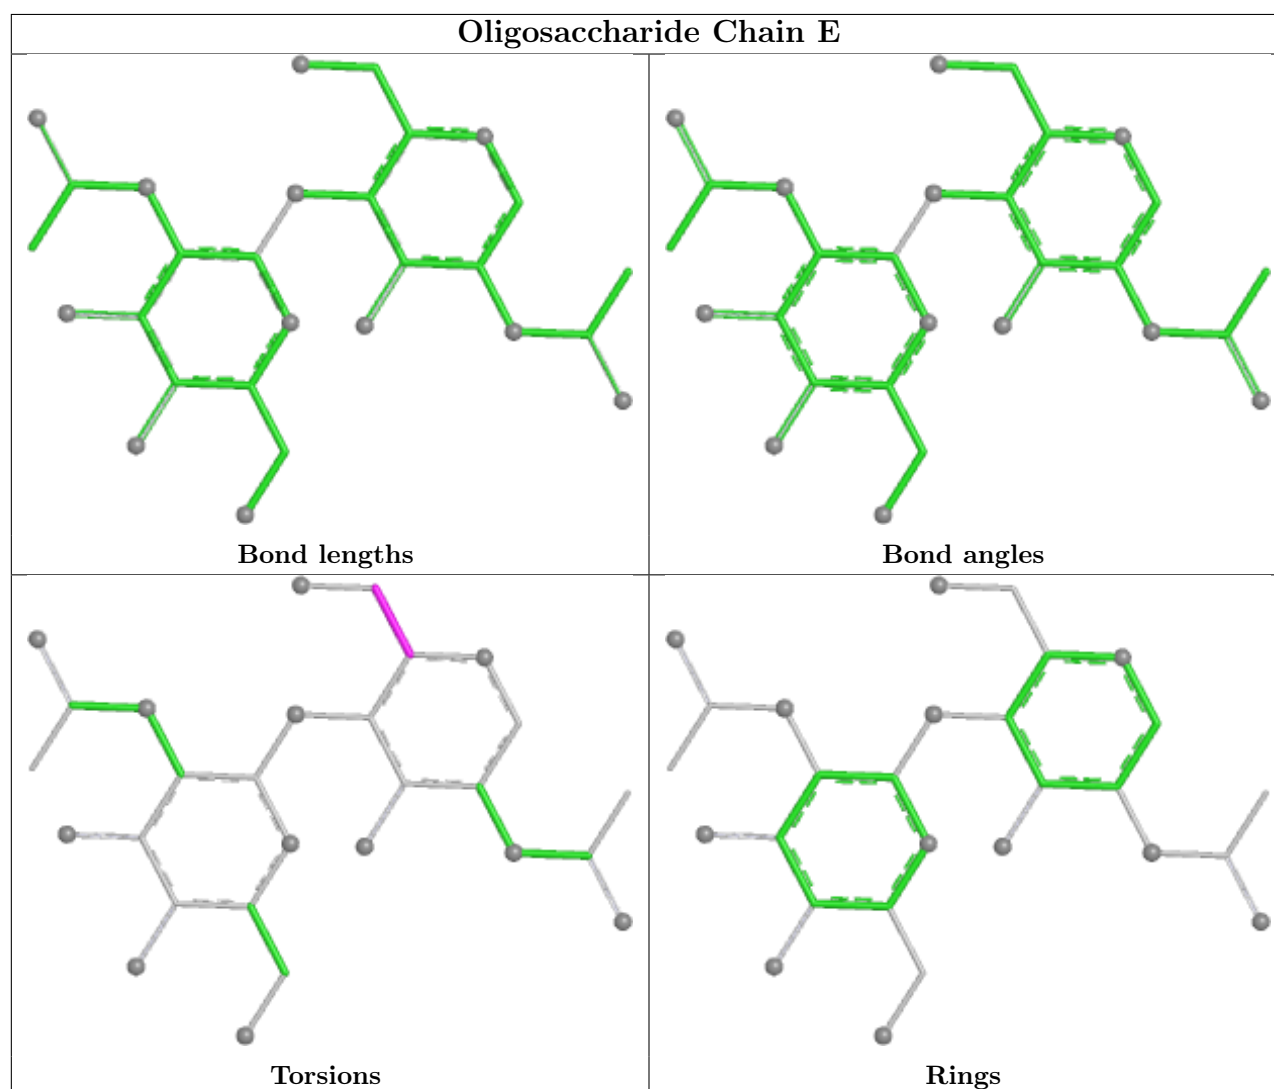 Oligosaccharide Chain E
Bond lengths
Bond angles
Torsions
Rings